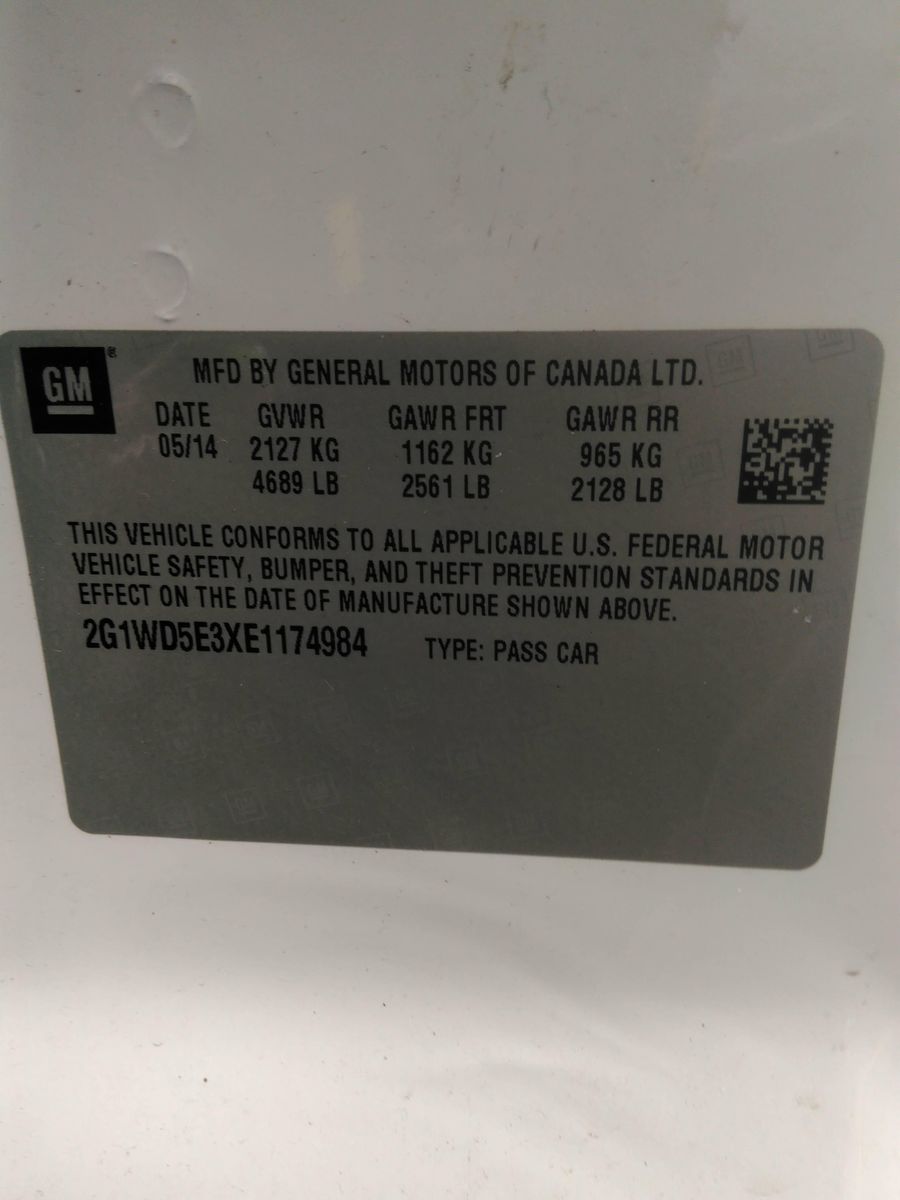 GM®
MFD BY GENERAL MOTORS OF CANADA LTD.
DATE GVWR GAWR FRT GAWR RR
05/14 2127 KG 1162 KG 965 KG
4689 LB 2561 LB 2128 LB
THIS VEHICLE CONFORMS TO ALL APPLICABLE U.S. FEDERAL MOTOR
VEHICLE SAFETY, BUMPER, AND THEFT PREVENTION STANDARDS IN
EFFECT ON THE DATE OF MANUFACTURE SHOWN ABOVE.
2G1WD5E3XE1174984 TYPE: PASS CAR